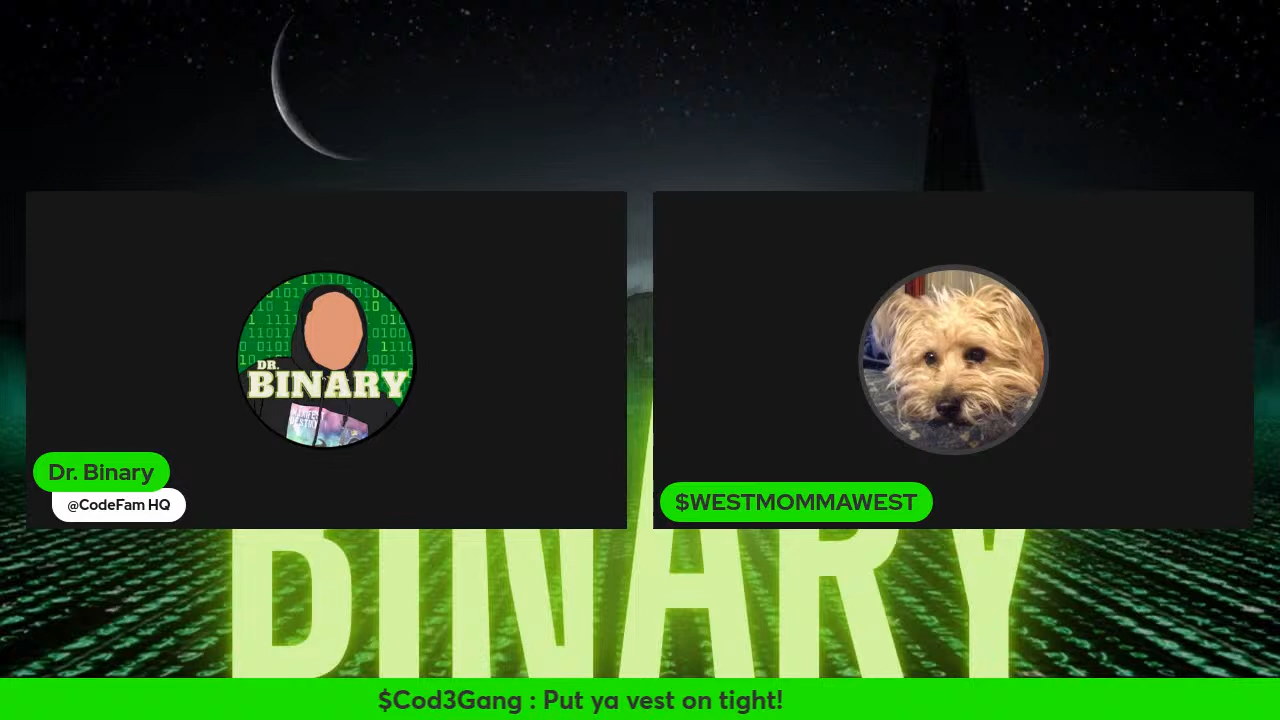 DR.
BINARY
Dr. Binary
@CodeFam HQ
$WESTMOMMAWEST
BINARY
$Cod3Gang : Put ya vest on tight!